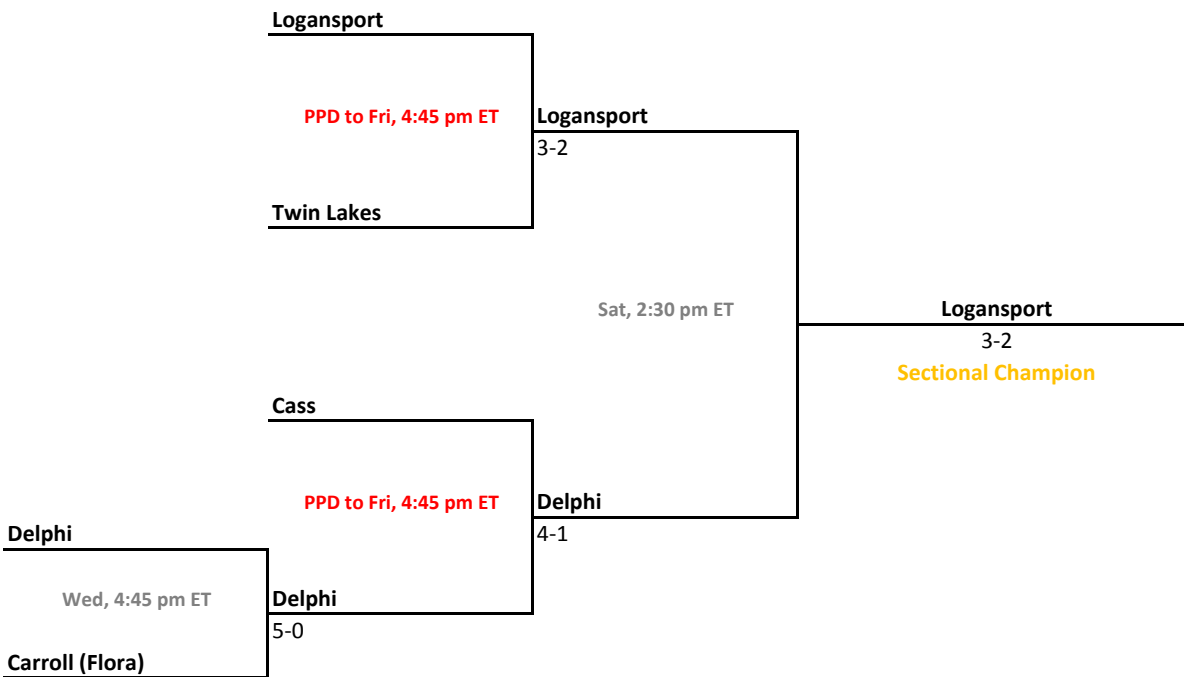 Logansport
PPD to Fri, 4:45 pm ET
Logansport
3-2
Twin Lakes
Sat, 2:30 pm ET
Logansport
3-2
Sectional Champion
Cass
PPD to Fri, 4:45 pm ET
Delphi
4-1
Delphi
Wed, 4:45 pm ET
Delphi
5-0
Carroll (Flora)